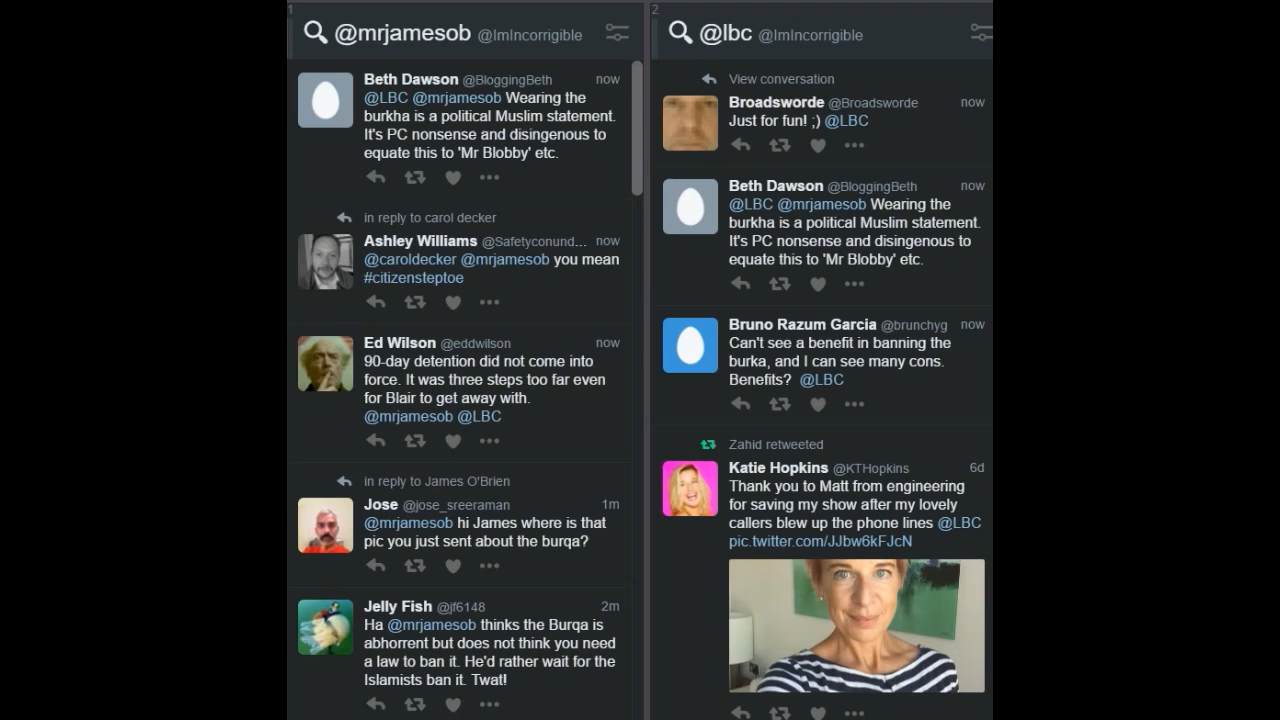 1
@mrjamesob @ImIncorrigible
Beth Dawson @BloggingBeth now
@LBC @mrjamesob Wearing the
burkha is a political Muslim statement.
It's PC nonsense and disingenous to
equate this to 'Mr Blobby' etc.
in reply to carol decker
Ashley Williams @Safetyconund... now
@caroldecker @mrjamesob you mean
#citizensteptoe
Ed Wilson @eddwilson now
90-day detention did not come into
force. It was three steps too far even
for Blair to get away with.
@mrjamesob @LBC
in reply to James O'Brien
Jose @jose_sreeraman 1m
@mrjamesob hi James where is that
pic you just sent about the burqa?
Jelly Fish @jf6148 2m
Ha @mrjamesob thinks the Burqa is
abhorrent but does not think you need
a law to ban it. He'd rather wait for the
Islamists ban it. Twat!
2
@lbc @ImIncorrigible
View conversation
Broadsworde @Broadsworde now
Just for fun! ;) @LBC
Beth Dawson @BloggingBeth now
@LBC @mrjamesob Wearing the
burkha is a political Muslim statement.
It's PC nonsense and disingenous to
equate this to 'Mr Blobby' etc.
Bruno Razum Garcia @brunchyg now
Can't see a benefit in banning the
burka, and I can see many cons.
Benefits? @LBC
Zahid retweeted
Katie Hopkins @KTHopkins 6d
Thank you to Matt from engineering
for saving my show after my lovely
callers blew up the phone lines @LBC
pic.twitter.com/JJbw6kFJcN